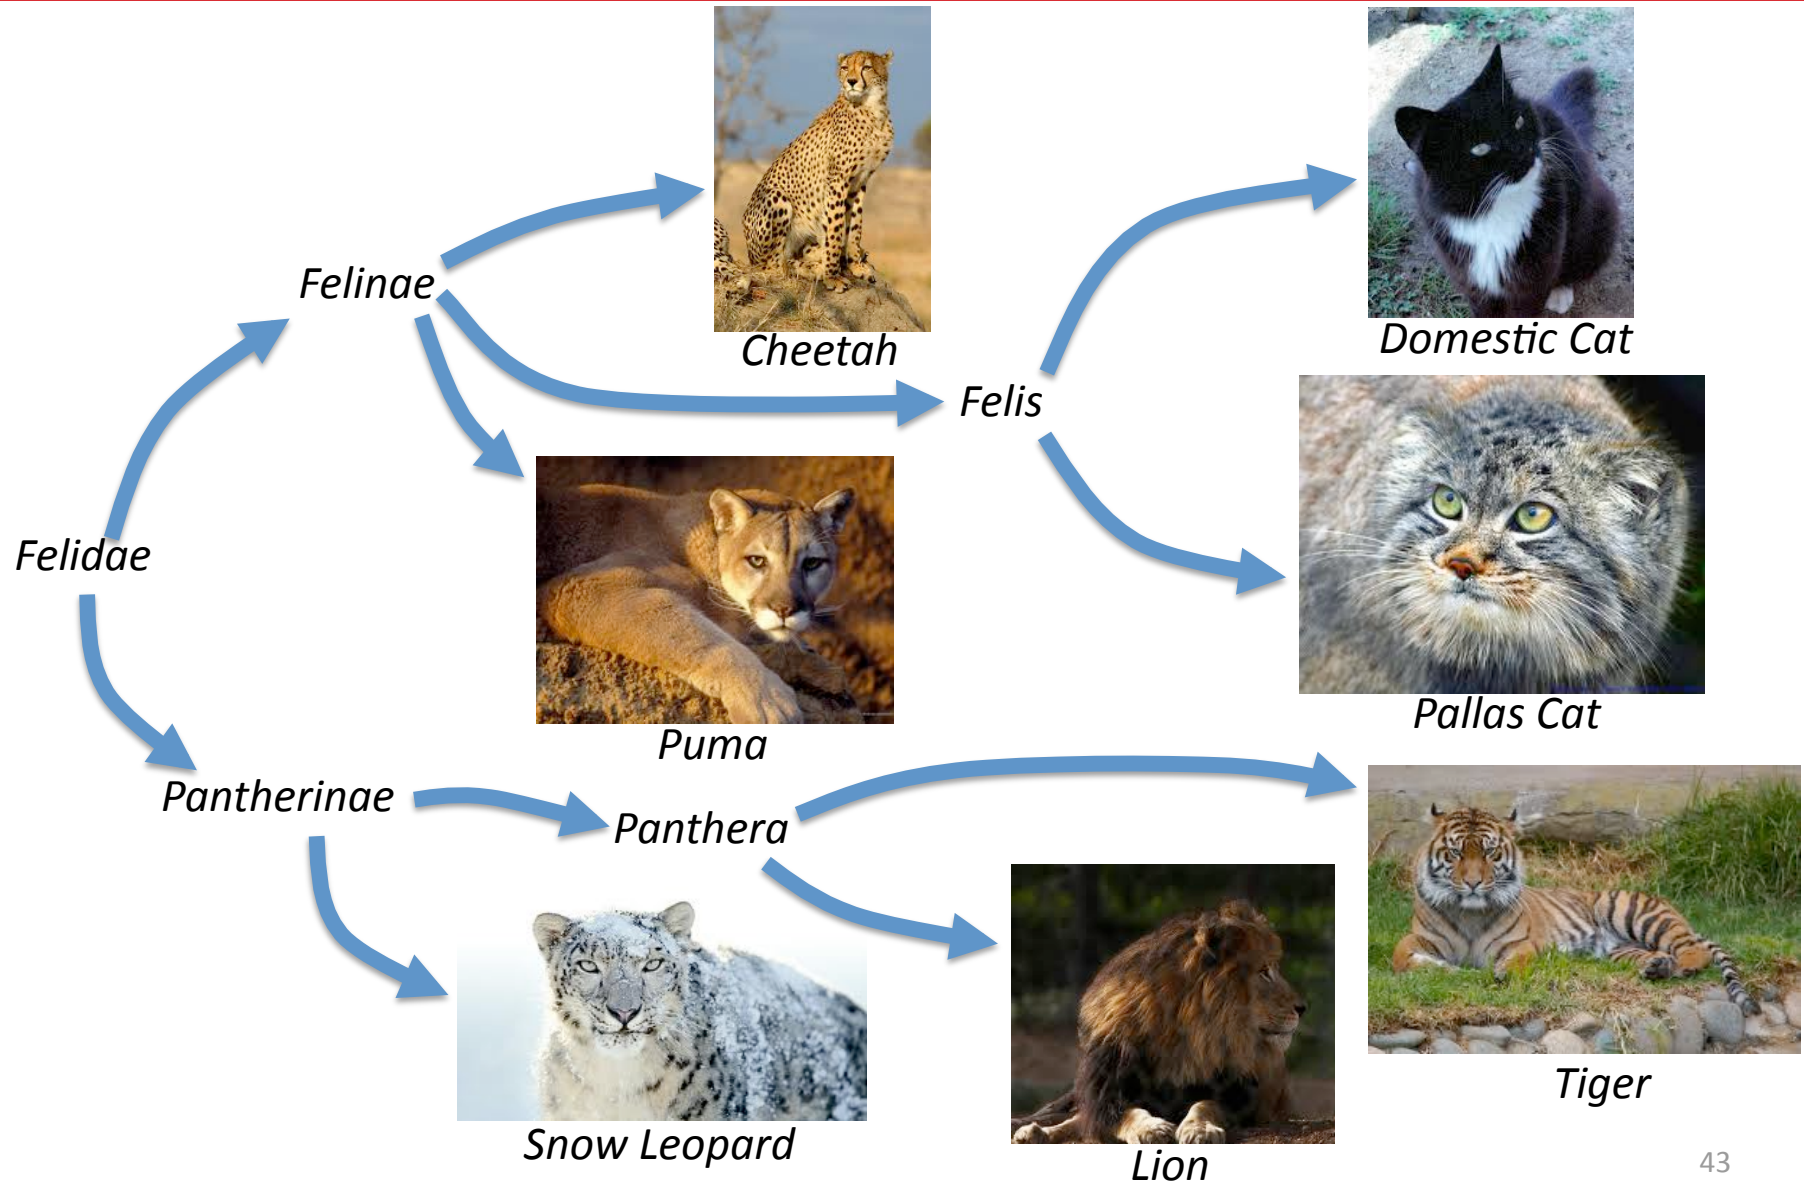 Cheetah
Domestic Cat
Felinae
Felis
Felidae
Puma
Pallas Cat
Pantherinae
Panthera
Snow Leopard
Lion
Tiger
43